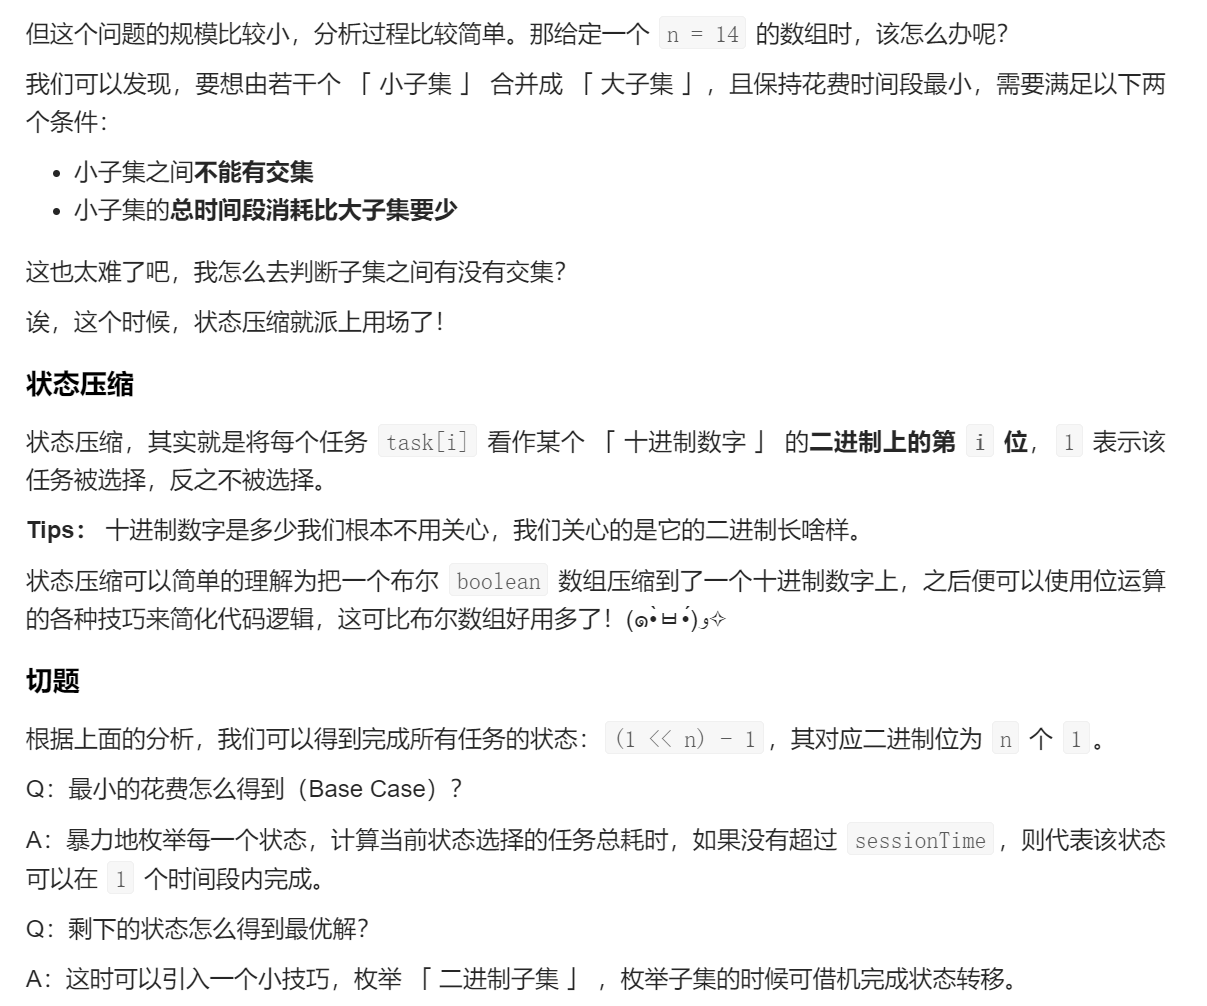 但这个问题的规模比较小，分析过程比较简单。那给定一个 n = 14 的数组时，该怎么办呢？
我们可以发现，要想由若干个 「 小子集 」 合并成 「 大子集 」，且保持花费时间段最小，需要满足以下两
个条件：
• 小子集之间不能有交集
• 小子集的总时间段消耗比大子集要少
这也太难了吧，我怎么去判断子集之间有没有交集？
诶，这个时候，状态压缩就派上用场了！
状态压缩
状态压缩，其实就是将每个任务 task[i] 看作某个 「 十进制数字 」 的二进制上的第 i 位， 1 表示该
任务被选择，反之不被选择。
Tips： 十进制数字是多少我们根本不用关心，我们关心的是它的二进制长啥样。
状态压缩可以简单的理解为把一个布尔 boolean 数组压缩到了一个十进制数字上，之后便可以使用位运算
的各种技巧来简化代码逻辑，这可比布尔数组好用多了！(๑•̀ㅂ•́)و✧
切题
根据上面的分析，我们可以得到完成所有任务的状态： (1 << n) - 1 ，其对应二进制位为 n 个 1 。
Q：最小的花费怎么得到（Base Case）？
A：暴力地枚举每一个状态，计算当前状态选择的任务总耗时，如果没有超过 sessionTime ，则代表该状态
可以在 1 个时间段内完成。
Q：剩下的状态怎么得到最优解？
A：这时可以引入一个小技巧，枚举 「 二进制子集 」 ，枚举子集的时候可借机完成状态转移。